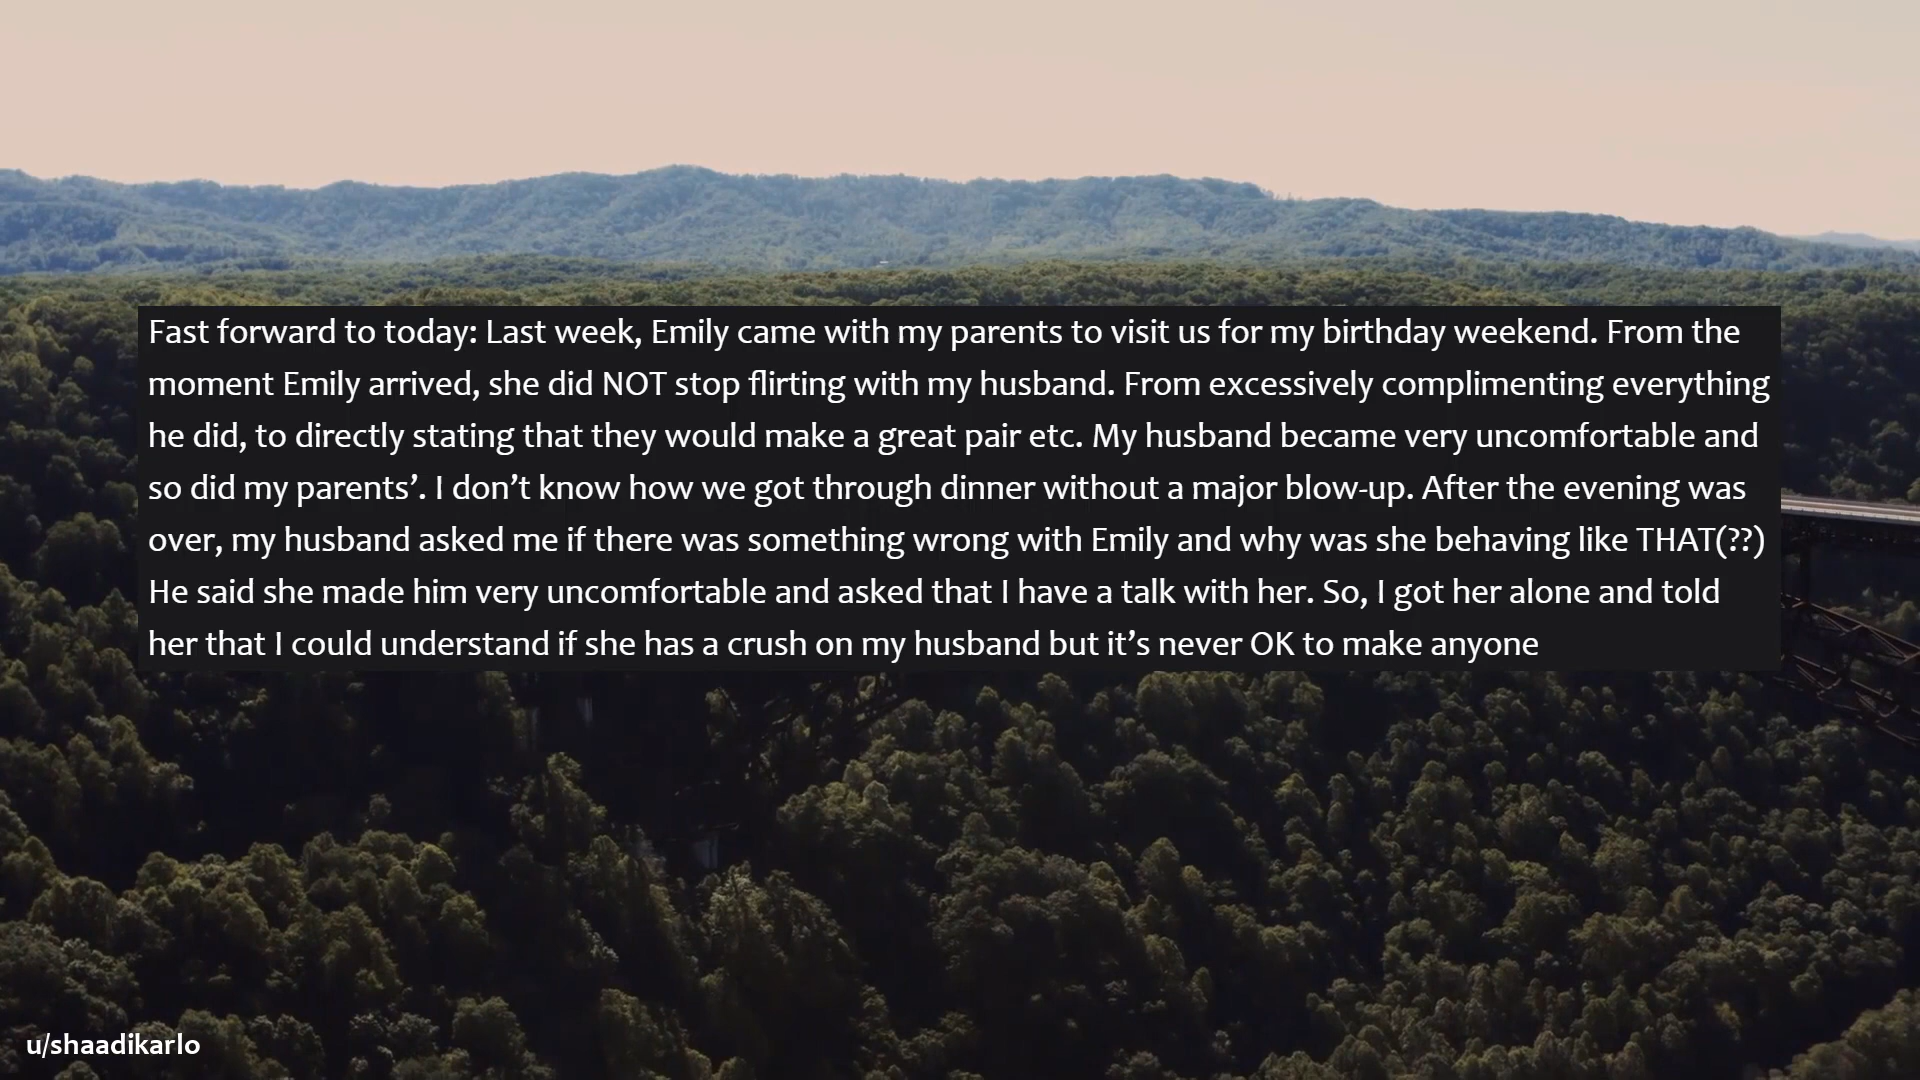 Fast forward to today: Last week, Emily came with my parents to visit us for my birthday weekend. From the
moment Emily arrived, she did NOT stop flirting with my husband. From excessively complimenting everything
he did, to directly stating that they would make a great pair etc. My husband became very uncomfortable and
so did my parents’. I don’t know how we got through dinner without a major blow-up. After the evening was
over, my husband asked me if there was something wrong with Emily and why was she behaving like THAT(??)
He said she made him very uncomfortable and asked that I have a talk with her. So, I got her alone and told
her that I could understand if she has a crush on my husband but it’s never OK to make anyone
u/shaadikarlo